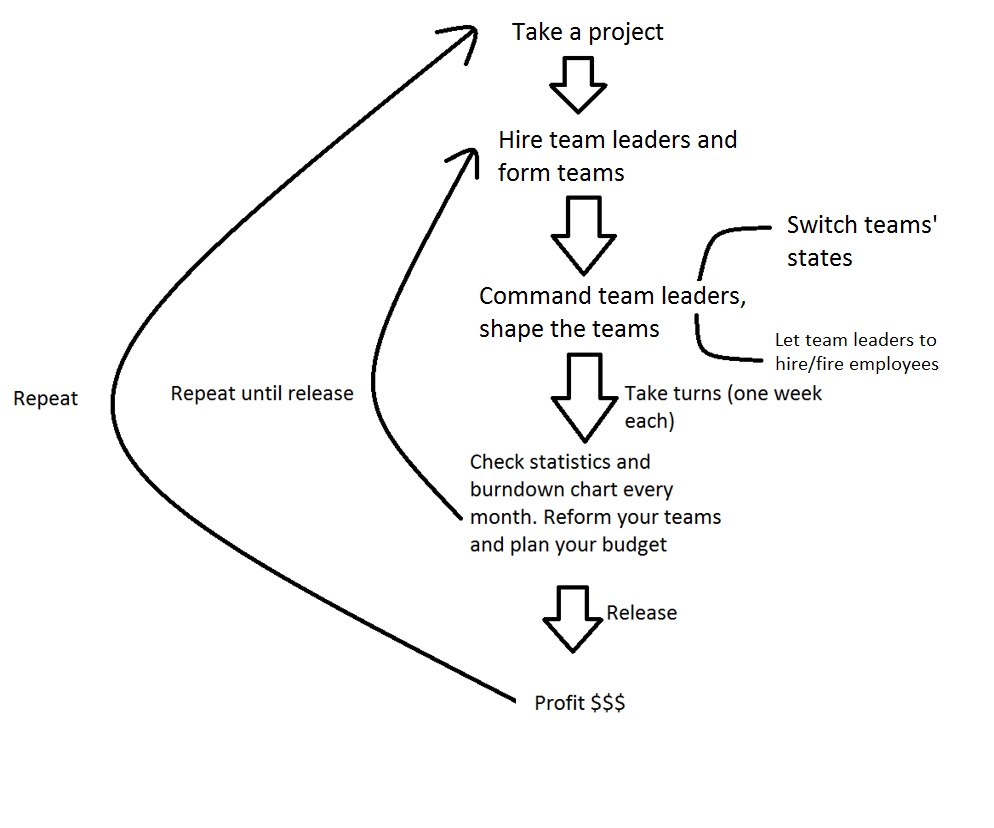 Take a project
Hire team leaders and
form teams
Switch teams'
states
Command team leaders,
shape the teams
Let team leaders to
hire/fire employees
Repeat
Repeat until release
Take turns (one week
each)
Check statistics and
burndown chart every
month. Reform your teams
and plan your budget
Release
Profit $$$